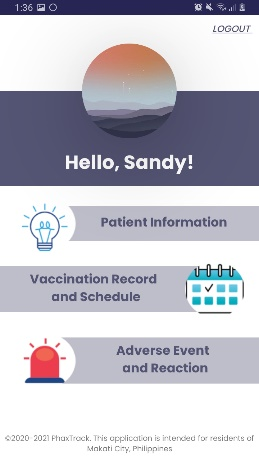 1:36
LOGOUT
Hello, Sandy!
Patient Information
Vaccination Record
and Schedule
Adverse Event
and Reaction
©2020-2021 PhaxTrack. This application is intended for residents of
Makati City, Philippines